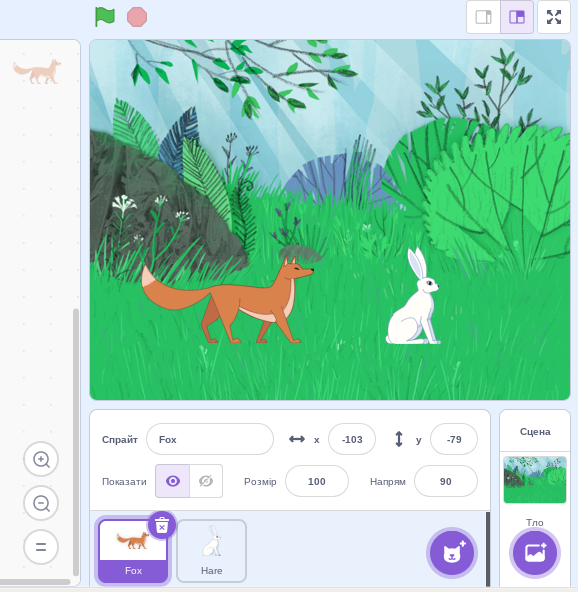 Спрайт Fox x -103 y -79
Показати Розмір 100 Напрям 90
Fox Hare
Сцена
Тло